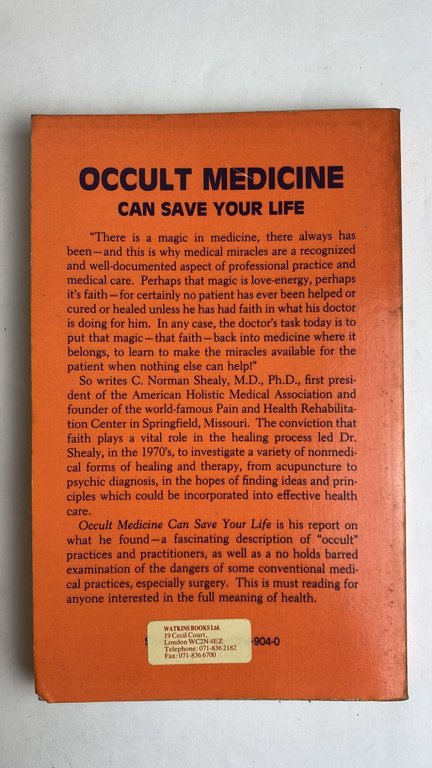 OCCULT MEDICINE
CAN SAVE YOUR LIFE
"There is a magic in medicine, there always has
been—and this is why medical miracles are a recognized
and well-documented aspect of professional practice and
medical care. Perhaps that magic is love-energy, perhaps
it's faith—for certainly no patient has ever been helped or
cured or healed unless he has had faith in what his doctor
is doing for him. In any case, the doctor's task today is to
put that magic—that faith—back into medicine where it
belongs, to learn to make the miracles available for the
patient when nothing else can help!"
So writes C. Norman Shealy, M.D., Ph.D., first presi-
dent of the American Holistic Medical Association and
founder of the world-famous Pain and Health Rehabilita-
tion Center in Springfield, Missouri. The conviction that
faith plays a vital role in the healing process led Dr.
Shealy, in the 1970's, to investigate a variety of nonmedi-
cal forms of healing and therapy, from acupuncture to
psychic diagnosis, in the hopes of finding ideas and prin-
ciples which could be incorporated into effective health
care.
Occult Medicine Can Save Your Life is his report on
what he found—a fascinating description of "occult"
practices and practitioners, as well as a no holds barred
examination of the dangers of some conventional medi-
cal practices, especially surgery. This is must reading for
anyone interested in the full meaning of health.
-904-0
WATKINS BOOKS Ltd.
19 Cecil Court,
London WC2N 4EZ
Telephone: 071-836 2182
Fax: 071-836 6700